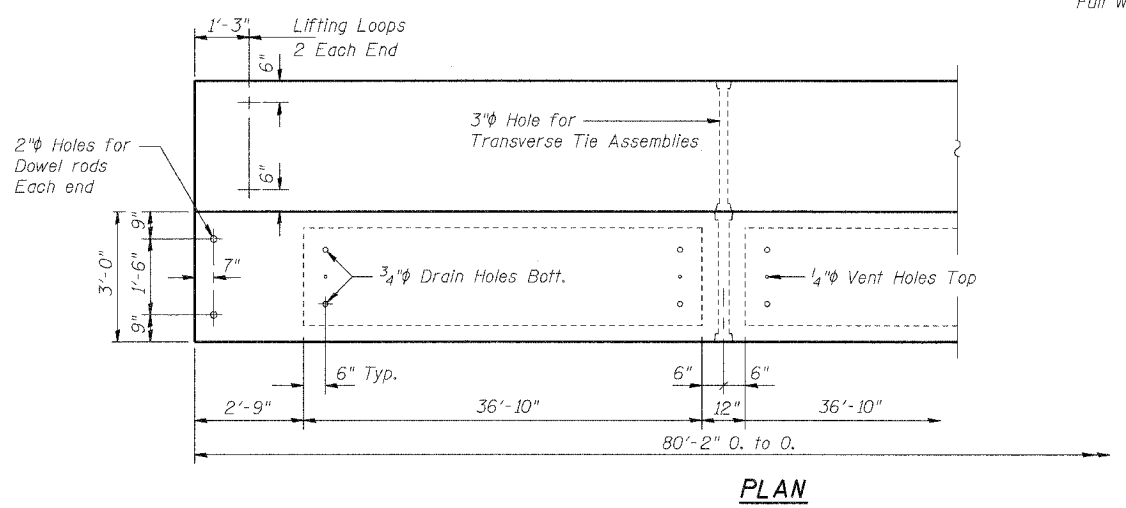 Full W
1'-3"
Lifting Loops
2 Each End
6"
3"φ Hole for
Transverse Tie Assemblies
2"φ Holes for
Dowel rods
Each end
6"
9"
3'-0"
1'-6"
7"
9"
3/4"φ Drain Holes Bott.
1/4"φ Vent Holes Top
6" Typ.
6"
6"
2'-9"
36'-10"
12"
36'-10"
80'-2" O. to O.
PLAN